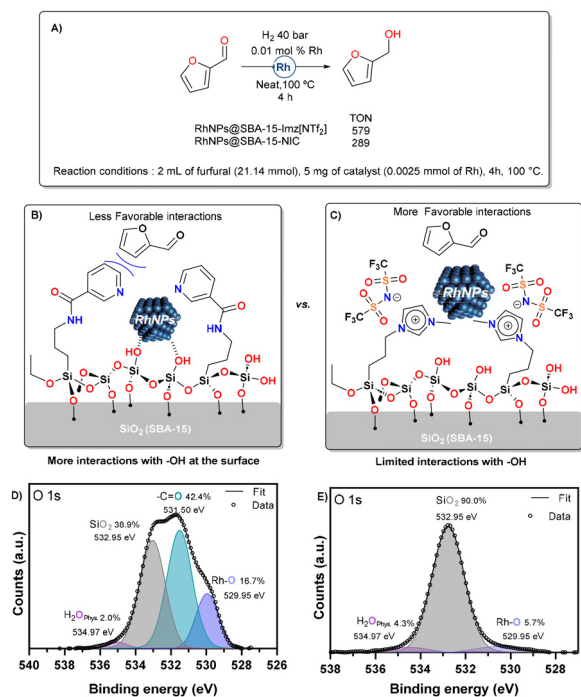 A)
H2 40 bar
0.01 mol % Rh
Rh
Neat,100 ºC
4 h
O
O
O
OH
TON
RhNPs@SBA-15-Imz[NTf2] 579
RhNPs@SBA-15-NIC 289
Reaction conditions : 2 mL of furfural (21.14 mmol), 5 mg of catalyst (0.0025 mmol of Rh), 4h, 100 °C.
B)
Less Favorable interactions
O
O
N
N
O
NH
RhNPs
HN
O
OH
OH
O
Si
O
Si
O
Si
O
Si
O
Si
O
Si
OH
OH
O
O
O
O
O
O
SiO2 (SBA-15)
More interactions with -OH at the surface
vs.
C)
More Favorable interactions
O
O
F3C
O
S
O
N
⊖
O
S
O
F3C
RhNPs
CF3
O
S
O
N
⊖
O
S
O
CF3
N
⊕
N
N
⊕
N
O
Si
O
Si
OH
O
Si
OH
O
Si
OH
O
Si
O
Si
OH
OH
O
O
O
O
O
O
SiO2 (SBA-15)
Limited interactions with -OH
D) O 1s
-C=O 42.4%
531.50 eV
Fit
Data
SiO2 38.9%
532.95 eV
Rh-O 16.7%
529.95 eV
H2OPhys. 2.0%
534.97 eV
Counts (a.u.)
540 538 536 534 532 530 528 526
Binding energy (eV)
E) O 1s
SiO2 90.0%
532.95 eV
Fit
Data
H2OPhys. 4.3%
534.97 eV
Rh-O 5.7%
529.95 eV
Counts (a.u.)
538 536 534 532 530 528
Binding energy (eV)